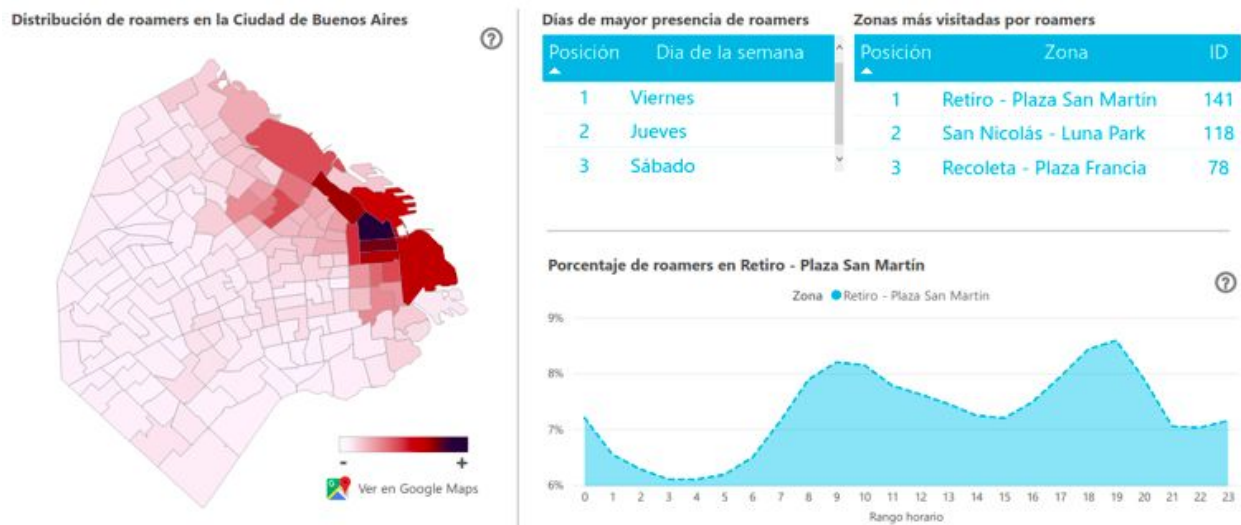 Distribución de roamers en la Ciudad de Buenos Aires
?
- +
Ver en Google Maps
Días de mayor presencia de roamers
Posición Dia de la semana
1 Viernes
2 Jueves
3 Sábado
Zonas más visitadas por roamers
Posición Zona ID
1 Retiro - Plaza San Martín 141
2 San Nicolás - Luna Park 118
3 Recoleta - Plaza Francia 78
Porcentaje de roamers en Retiro - Plaza San Martín
?
Zona Retiro - Plaza San Martín
9%
8%
7%
6%
0 1 2 3 4 5 6 7 8 9 10 11 12 13 14 15 16 17 18 19 20 21 22 23
Rango horario